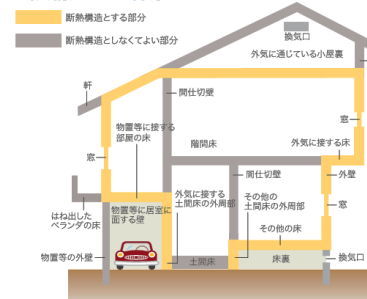 断熱構造とする部分
断熱構造としなくてよい部分
換気口
外気に通じている小屋裏
軒
間仕切壁
窓
物置等に接する
部屋の床
階間床
外気に接する床
窓
間仕切壁
外壁
外気に接する
土間床の外周部
その他の
土間床の外周部
窓
はね出した
ベランダの床
物置等に居室に
面する壁
その他の床
物置等の外壁
土間床
床裏
換気口